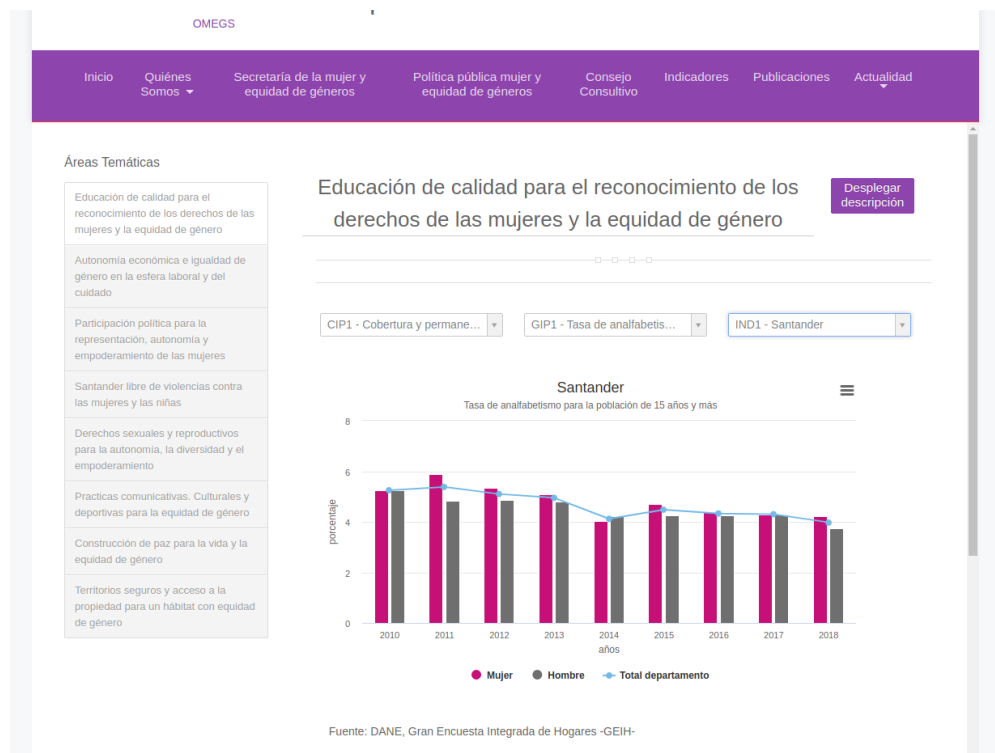 OMEGS
Inicio
Quiénes
Somos
Secretaría de la mujer y
equidad de géneros
Política pública mujer y
equidad de géneros
Consejo
Consultivo
Indicadores
Publicaciones
Actualidad
Áreas Temáticas
Educación de calidad para el
reconocimiento de los derechos de las
mujeres y la equidad de género
Autonomía económica e igualdad de
género en la esfera laboral y del
cuidado
Participación política para la
representación, autonomía y
empoderamiento de las mujeres
Santander libre de violencias contra
las mujeres y las niñas
Derechos sexuales y reproductivos
para la autonomía, la diversidad y el
empoderamiento
Practicas comunicativas. Culturales y
deportivas para la equidad de género
Construcción de paz para la vida y la
equidad de género
Territorios seguros y acceso a la
propiedad para un hábitat con equidad
de género
Educación de calidad para el reconocimiento de los
derechos de las mujeres y la equidad de género
Desplegar
descripción
CIP1 - Cobertura y permane...
GIP1 - Tasa de analfabetis...
IND1 - Santander
Santander
Tasa de analfabetismo para la población de 15 años y más
porcentaje
8
6
4
2
0
2010 2011 2012 2013 2014 2015 2016 2017 2018
años
Mujer Hombre Total departamento
Fuente: DANE, Gran Encuesta Integrada de Hogares -GEIH-